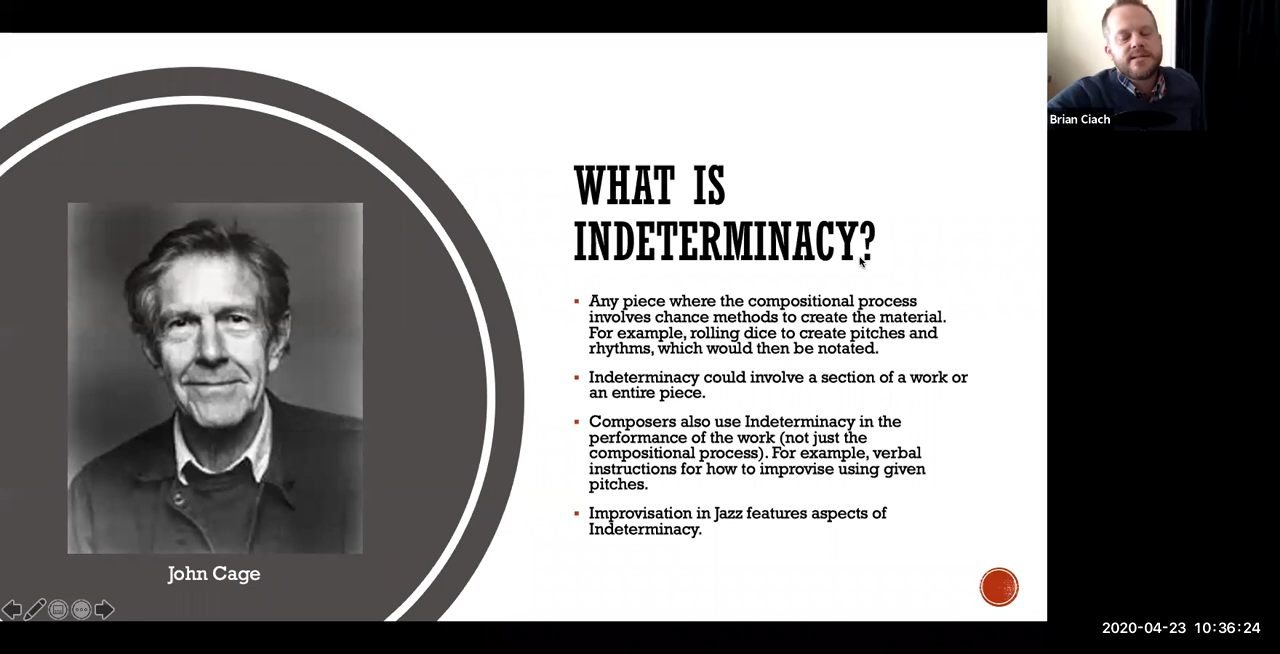 WHAT IS
INDETERMINACY?
Any piece where the compositional process
involves chance methods to create the material.
For example, rolling dice to create pitches and
rhythms, which would then be notated.
Indeterminacy could involve a section of a work or
an entire piece.
Composers also use Indeterminacy in the
performance of the work (not just the
compositional process). For example, verbal
instructions for how to improvise using given
pitches.
Improvisation in Jazz features aspects of
Indeterminacy.
John Cage
Brian Ciach
2020-04-23 10:36:24